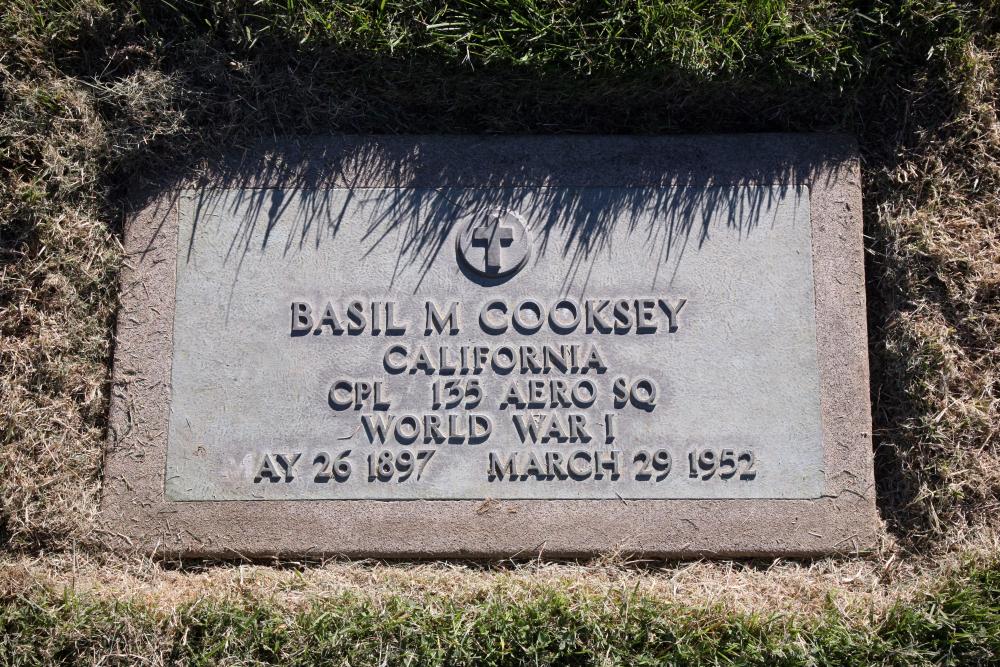 BASIL M COOKSEY
CALIFORNIA
CPL 135 AERO SQ
WORLD WAR I
AY 26 1897 MARCH 29 1952